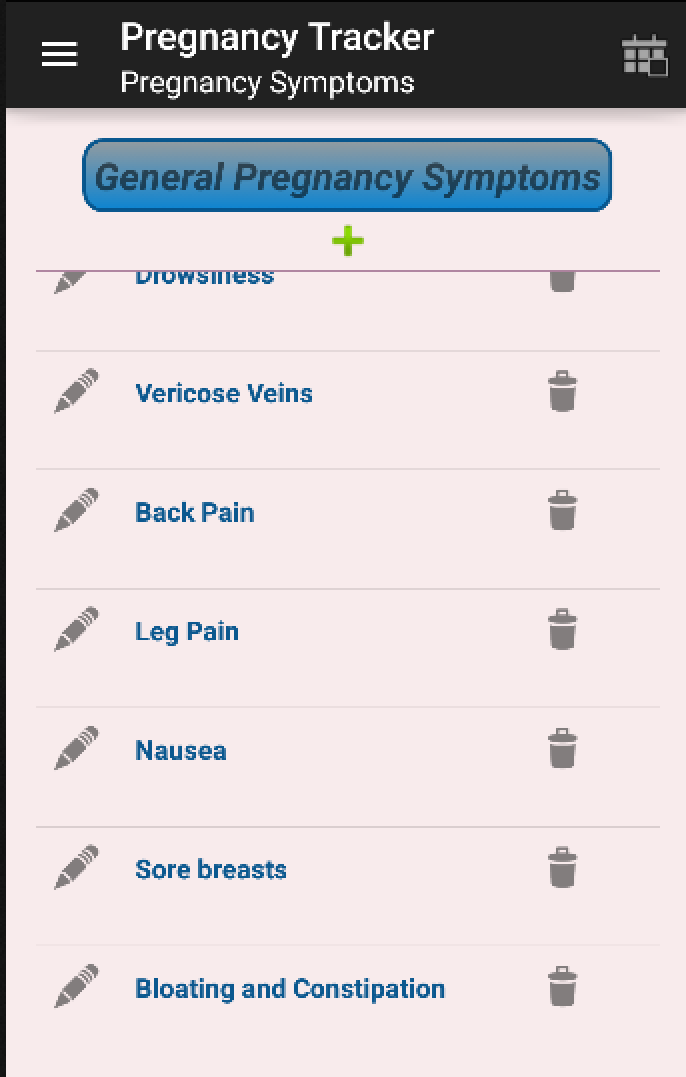 Pregnancy Tracker
Pregnancy Symptoms
General Pregnancy Symptoms
Drowsiness
Vericose Veins
Back Pain
Leg Pain
Nausea
Sore breasts
Bloating and Constipation